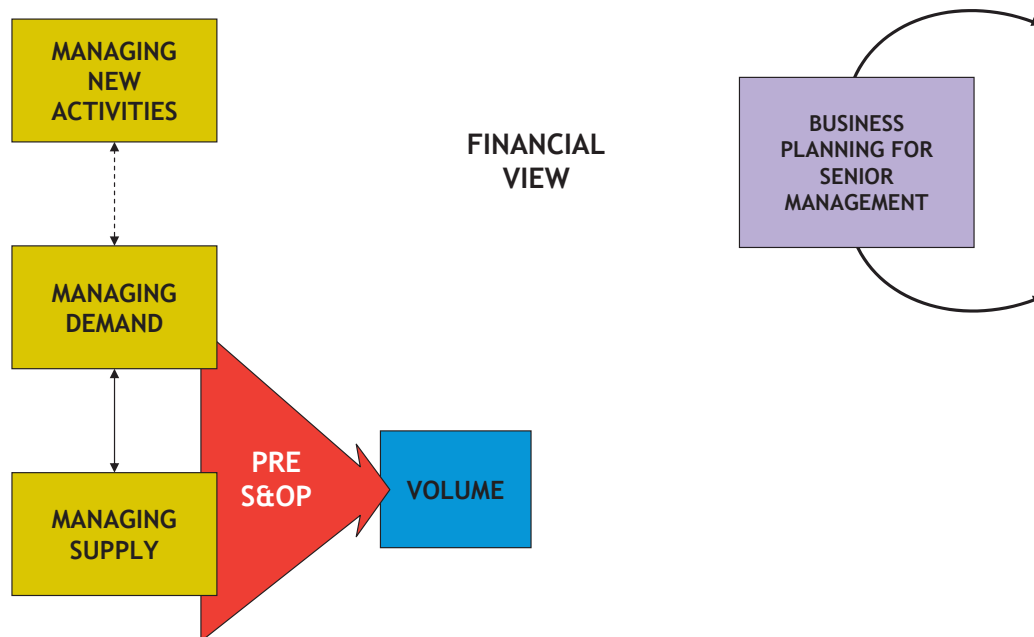 MANAGING
NEW
ACTIVITIES
FINANCIAL
VIEW
BUSINESS
PLANNING FOR
SENIOR
MANAGEMENT
MANAGING
DEMAND
PRE
S&OP
VOLUME
MANAGING
SUPPLY